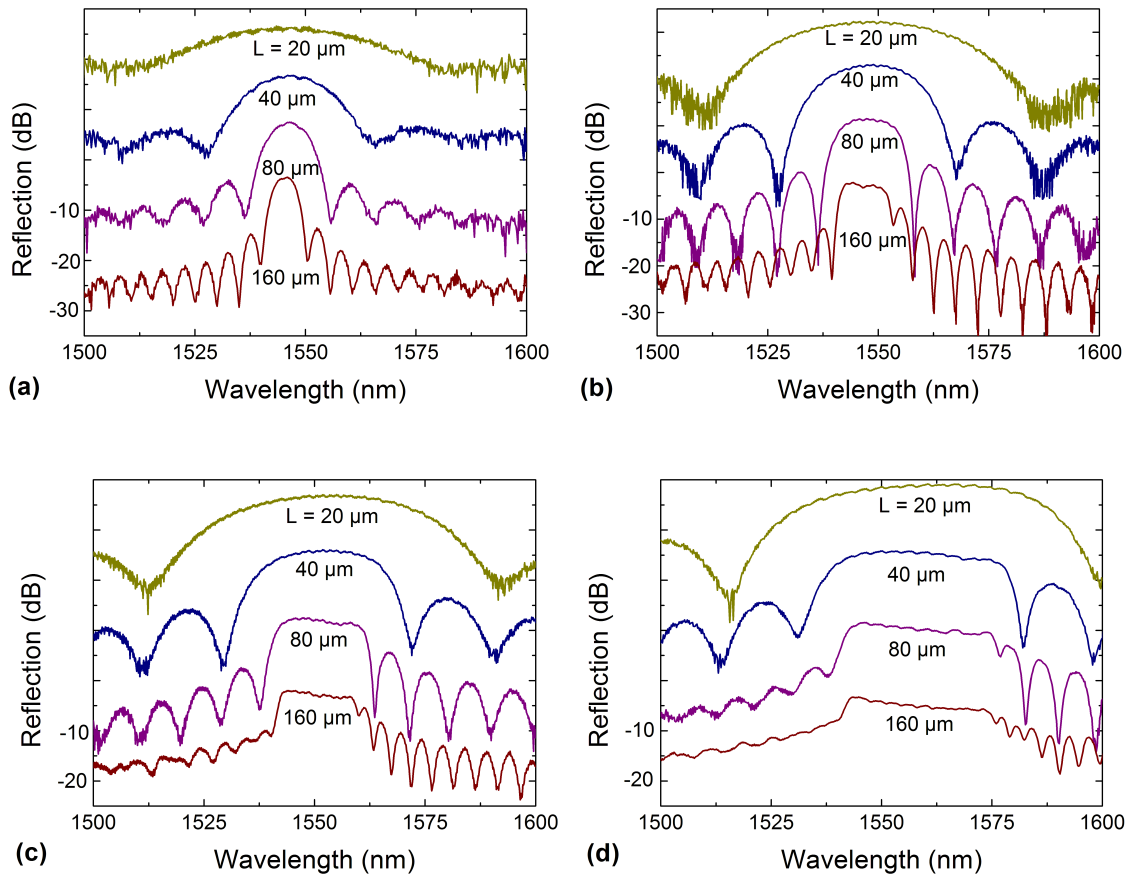 Reflection (dB)
L = 20 µm
40 µm
80 µm
160 µm
-10
-20
-30
1500 1525 1550 1575 1600
Wavelength (nm)
(a)
Reflection (dB)
L = 20 µm
40 µm
80 µm
160 µm
-10
-20
-30
1500 1525 1550 1575 1600
Wavelength (nm)
(b)
Reflection (dB)
L = 20 µm
40 µm
80 µm
160 µm
-10
-20
1500 1525 1550 1575 1600
Wavelength (nm)
(c)
Reflection (dB)
L = 20 µm
40 µm
80 µm
160 µm
-10
-20
1500 1525 1550 1575 1600
Wavelength (nm)
(d)